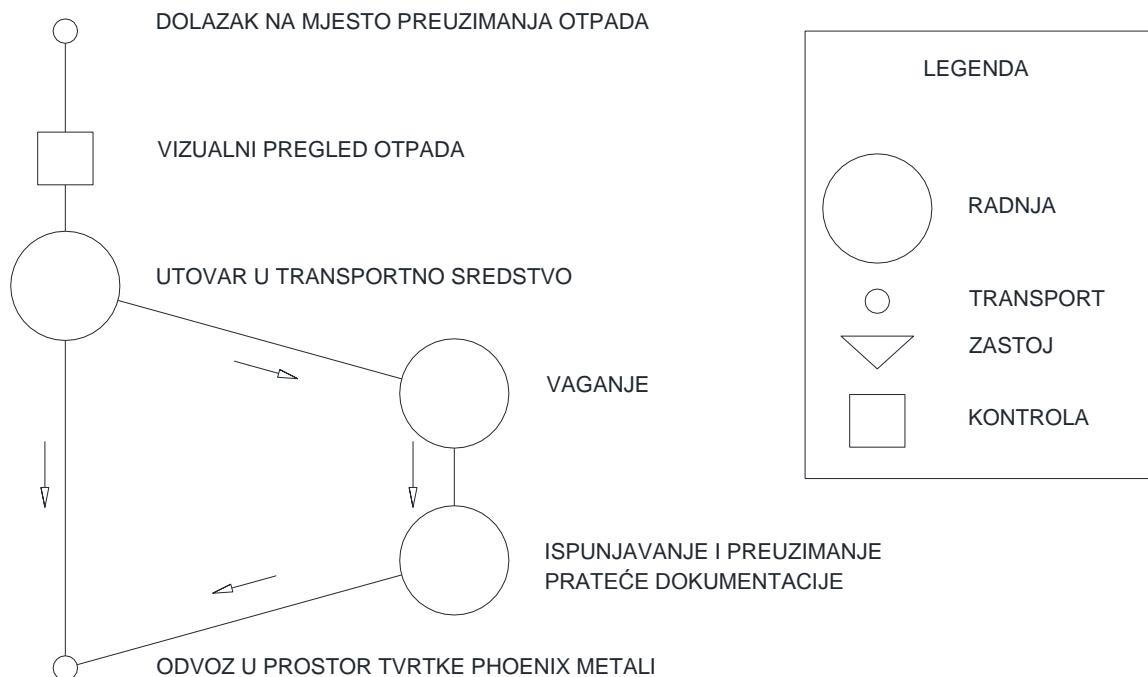 DOLAZAK NA MJESTO PREUZIMANJA OTPADA
VIZUALNI PREGLED OTPADA
UTOVAR U TRANSPORTNO SREDSTVO
VAGANJE
ISPUNJAVANJE I PREUZIMANJE
PRATEĆE DOKUMENTACIJE
ODVOZ U PROSTOR TVRTKE PHOENIX METALI
LEGENDA
RADNJA
TRANSPORT
ZASTOJ
KONTROLA